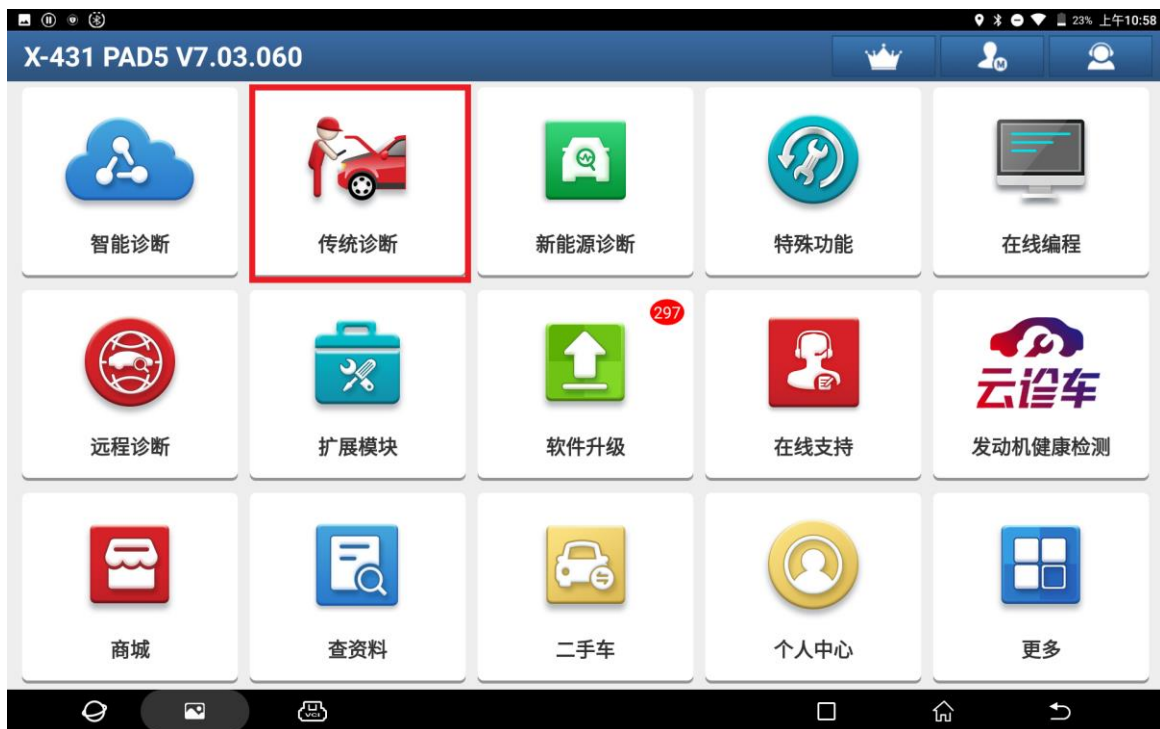 23% 上午10:58
X-431 PAD5 V7.03.060
M
智能诊断
传统诊断
新能源诊断
特殊功能
在线编程
297
云诊车
远程诊断
扩展模块
软件升级
在线支持
发动机健康检测
商城
查资料
二手车
个人中心
更多
VCI